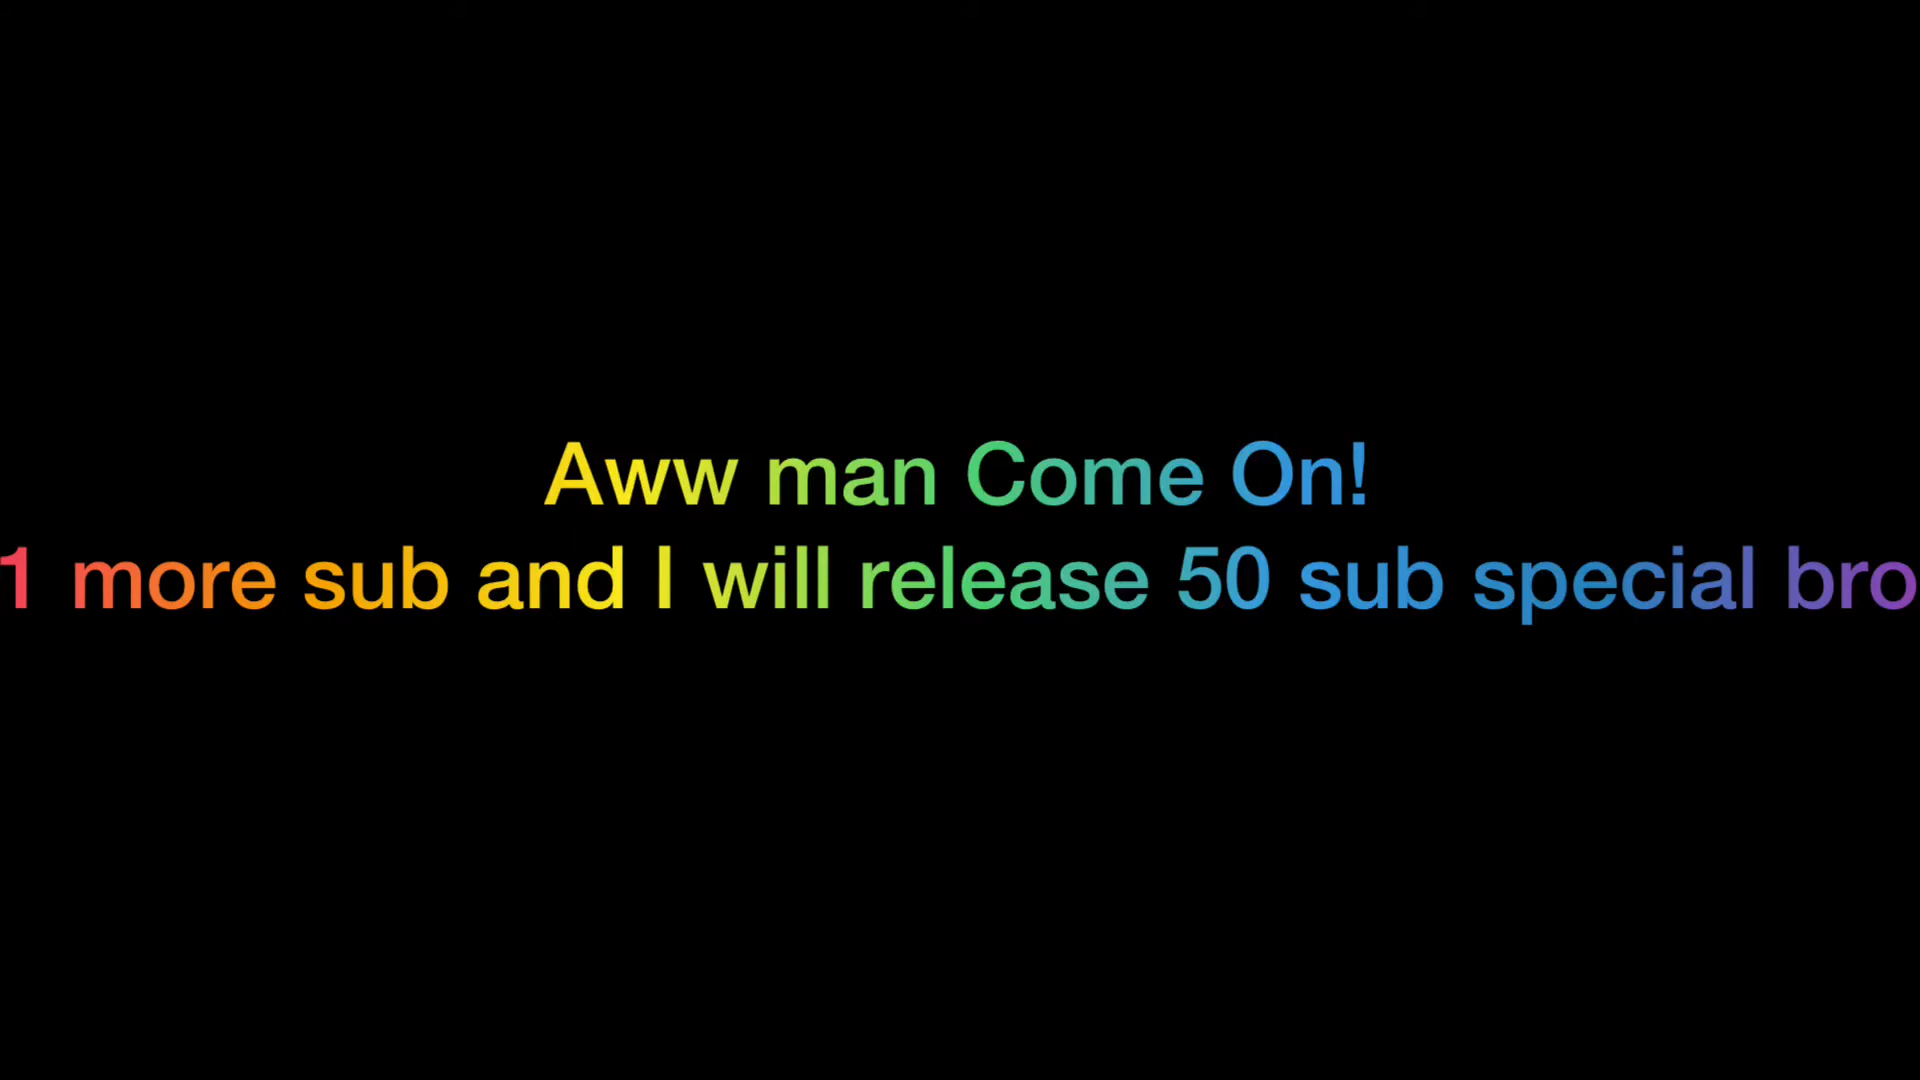 Aww man Come On!
1 more sub and I will release 50 sub special bro